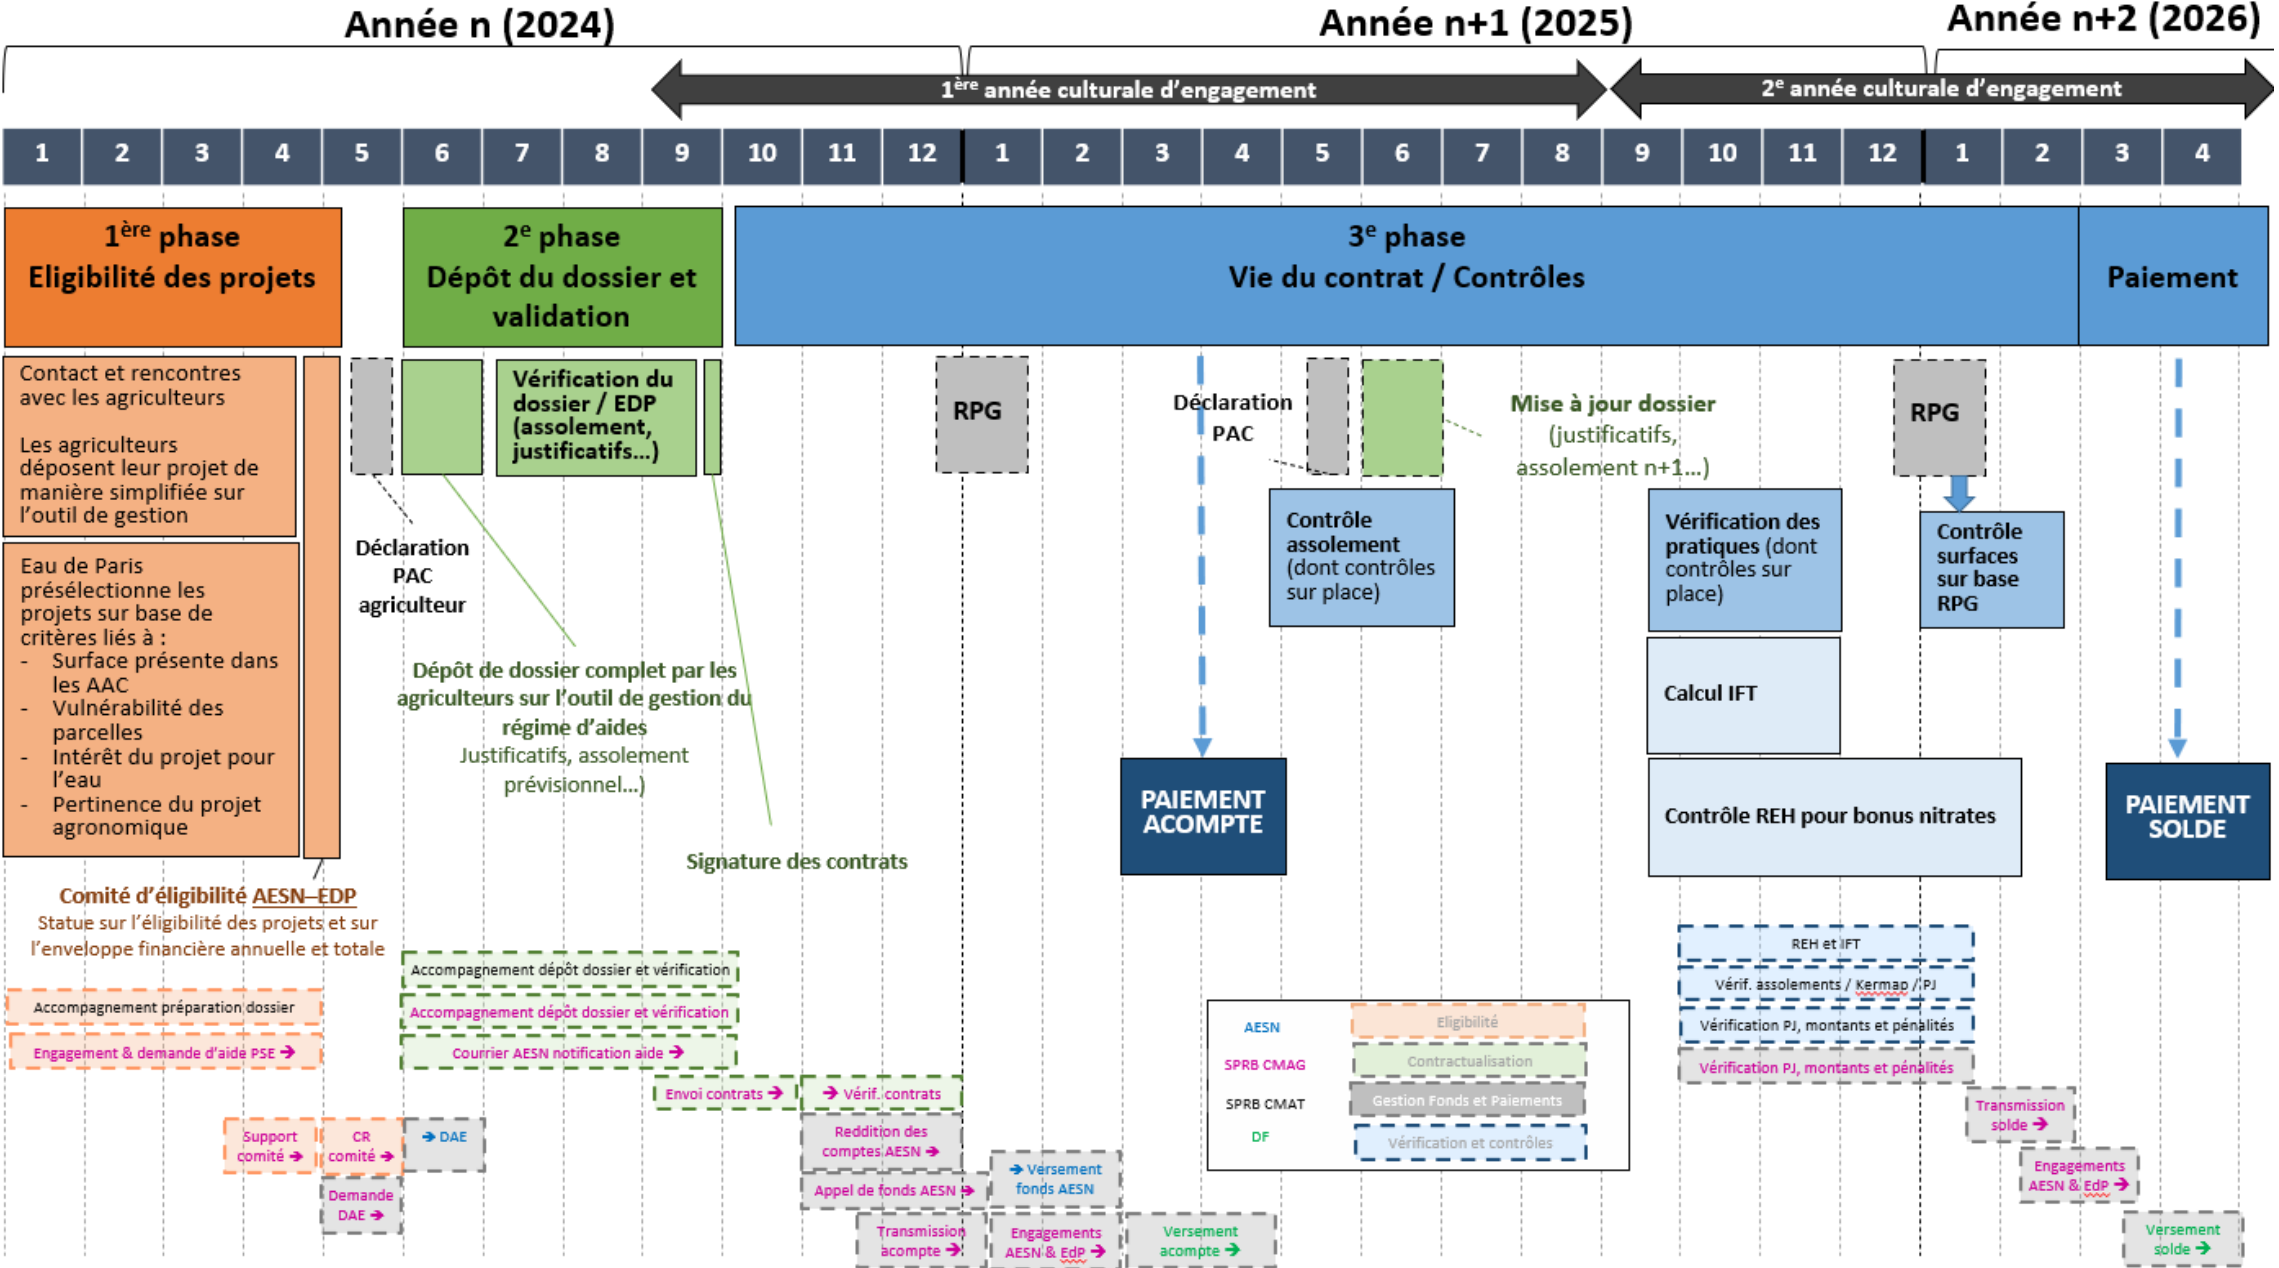 Année n (2024)
Année n+1 (2025)
Année n+2 (2026)
1ère année culturale d'engagement
2e année culturale d'engagement
1 2 3 4 5 6 7 8 9 10 11 12 1 2 3 4 5 6 7 8 9 10 11 12 1 2 3 4
1ère phase
Eligibilité des projets
2e phase
Dépôt du dossier et
validation
3e phase
Vie du contrat / Contrôles
Paiement
Contact et rencontres
avec les agriculteurs
Les agriculteurs
déposent leur projet de
manière simplifiée sur
l'outil de gestion
Eau de Paris
présélectionne les
projets sur base de
critères liés à :
- Surface présente dans
les AAC
- Vulnérabilité des
parcelles
- Intérêt du projet pour
l'eau
- Pertinence du projet
agronomique
Comité d'éligibilité AESN–EDP
Statue sur l'éligibilité des projets et sur
l'enveloppe financière annuelle et totale
Déclaration
PAC
agriculteur
Vérification du
dossier / EDP
(assolement,
justificatifs...)
Dépôt de dossier complet par les
agriculteurs sur l'outil de gestion du
régime d'aides
Justificatifs, assolement
prévisionnel...)
Signature des contrats
RPG
Déclaration
PAC
Mise à jour dossier
(justificatifs,
assolement n+1...)
Contrôle
assolement
(dont contrôles
sur place)
PAIEMENT
ACOMPTE
RPG
Vérification des
pratiques (dont
contrôles sur
place)
Contrôle
surfaces
sur base
RPG
Calcul IFT
Contrôle REH pour bonus nitrates
PAIEMENT
SOLDE
Accompagnement préparation dossier
Engagement & demande d'aide PSE →
Accompagnement dépôt dossier et vérification
Accompagnement dépôt dossier et vérification
Courrier AESN notification aide →
Envoi contrats →
→ Vérif. contrats
Support
comité →
CR
comité →
→ DAE
Demande
DAE →
Reddition des
comptes AESN →
Appel de fonds AESN →
→ Versement
fonds AESN
Transmission
acompte →
Engagements
AESN & EdP →
Versement
acompte →
AESN
SPRB CMAG
SPRB CMAT
DF
Eligibilité
Contractualisation
Gestion Fonds et Paiements
Vérification et contrôles
REH et IFT
Vérif. assolements / Kermap / PJ
Vérification PJ, montants et pénalités
Vérification PJ, montants et pénalités
Transmission
solde →
Engagements
AESN & EdP →
Versement
solde →